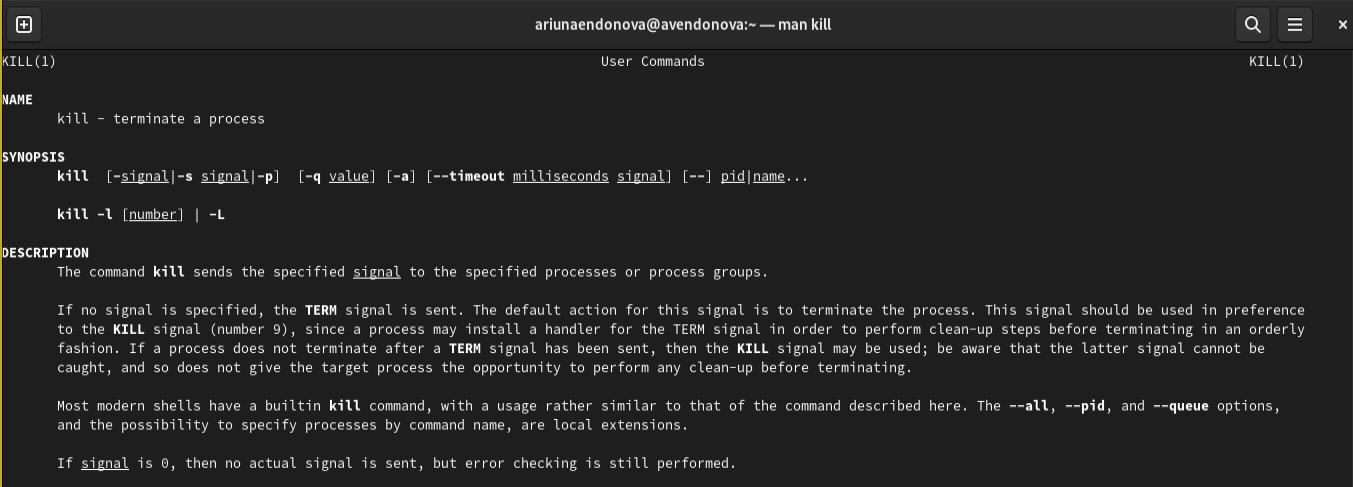 ariunaendonova@avendonova:~ — man kill
KILL(1) User Commands KILL(1)
NAME
kill - terminate a process
SYNOPSIS
kill [-signal|-s signal|-p] [-q value] [-a] [--timeout milliseconds signal] [--] pid|name...
kill -l [number] | -L
DESCRIPTION
The command kill sends the specified signal to the specified processes or process groups.
If no signal is specified, the TERM signal is sent. The default action for this signal is to terminate the process. This signal should be used in preference
to the KILL signal (number 9), since a process may install a handler for the TERM signal in order to perform clean-up steps before terminating in an orderly
fashion. If a process does not terminate after a TERM signal has been sent, then the KILL signal may be used; be aware that the latter signal cannot be
caught, and so does not give the target process the opportunity to perform any clean-up before terminating.
Most modern shells have a builtin kill command, with a usage rather similar to that of the command described here. The --all, --pid, and --queue options,
and the possibility to specify processes by command name, are local extensions.
If signal is 0, then no actual signal is sent, but error checking is still performed.